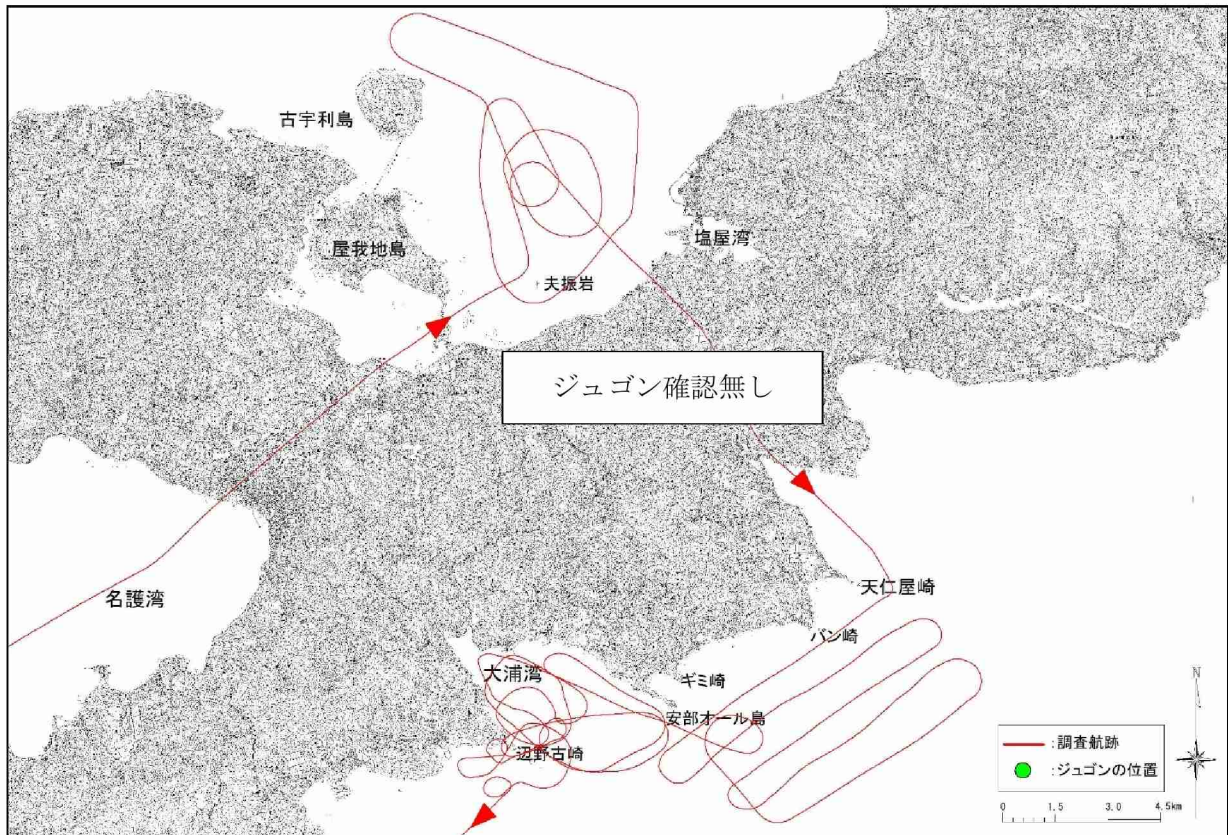 古宇利島
屋我地島
塩屋湾
夫振岩
ジュゴン確認無し
名護湾
天仁屋崎
バン崎
大浦湾
ギミ崎
安部オール島
辺野古崎
N
:調査航跡
:ジュゴンの位置
0 1.5 3.0 4.5km